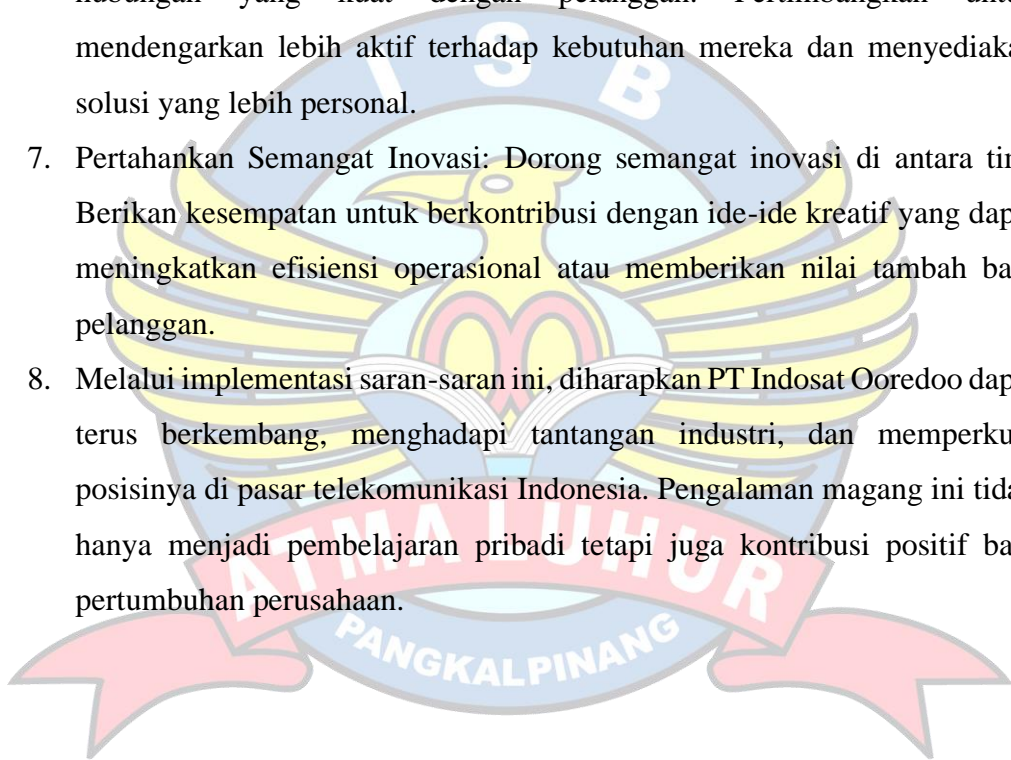 hubungan yang kuat dengan pelanggan. Pertimbangkan untu
mendengarkan lebih aktif terhadap kebutuhan mereka dan menyediaka
solusi yang lebih personal.
7. Pertahankan Semangat Inovasi: Dorong semangat inovasi di antara tin
Berikan kesempatan untuk berkontribusi dengan ide-ide kreatif yang dap
meningkatkan efisiensi operasional atau memberikan nilai tambah ba
pelanggan.
8. Melalui implementasi saran-saran ini, diharapkan PT Indosat Ooredoo dap
terus berkembang, menghadapi tantangan industri, dan memperku
posisinya di pasar telekomunikasi Indonesia. Pengalaman magang ini tida
hanya menjadi pembelajaran pribadi tetapi juga kontribusi positif ba
pertumbuhan perusahaan.
I S B
ATMA LUHUR
PANGKALPINANG